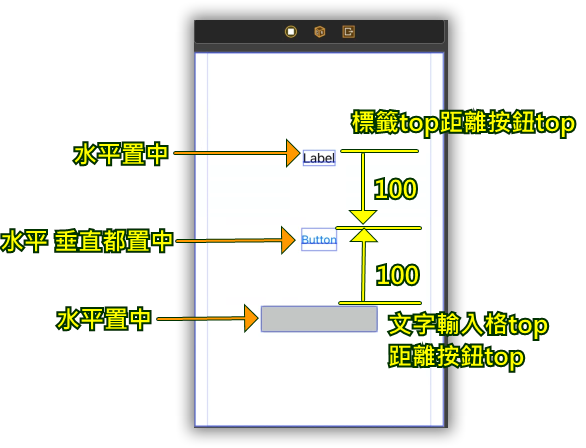 標籤top距離按鈕top
水平置中
Label
100
水平 垂直都置中
Button
100
水平置中
文字輸入格top
距離按鈕top